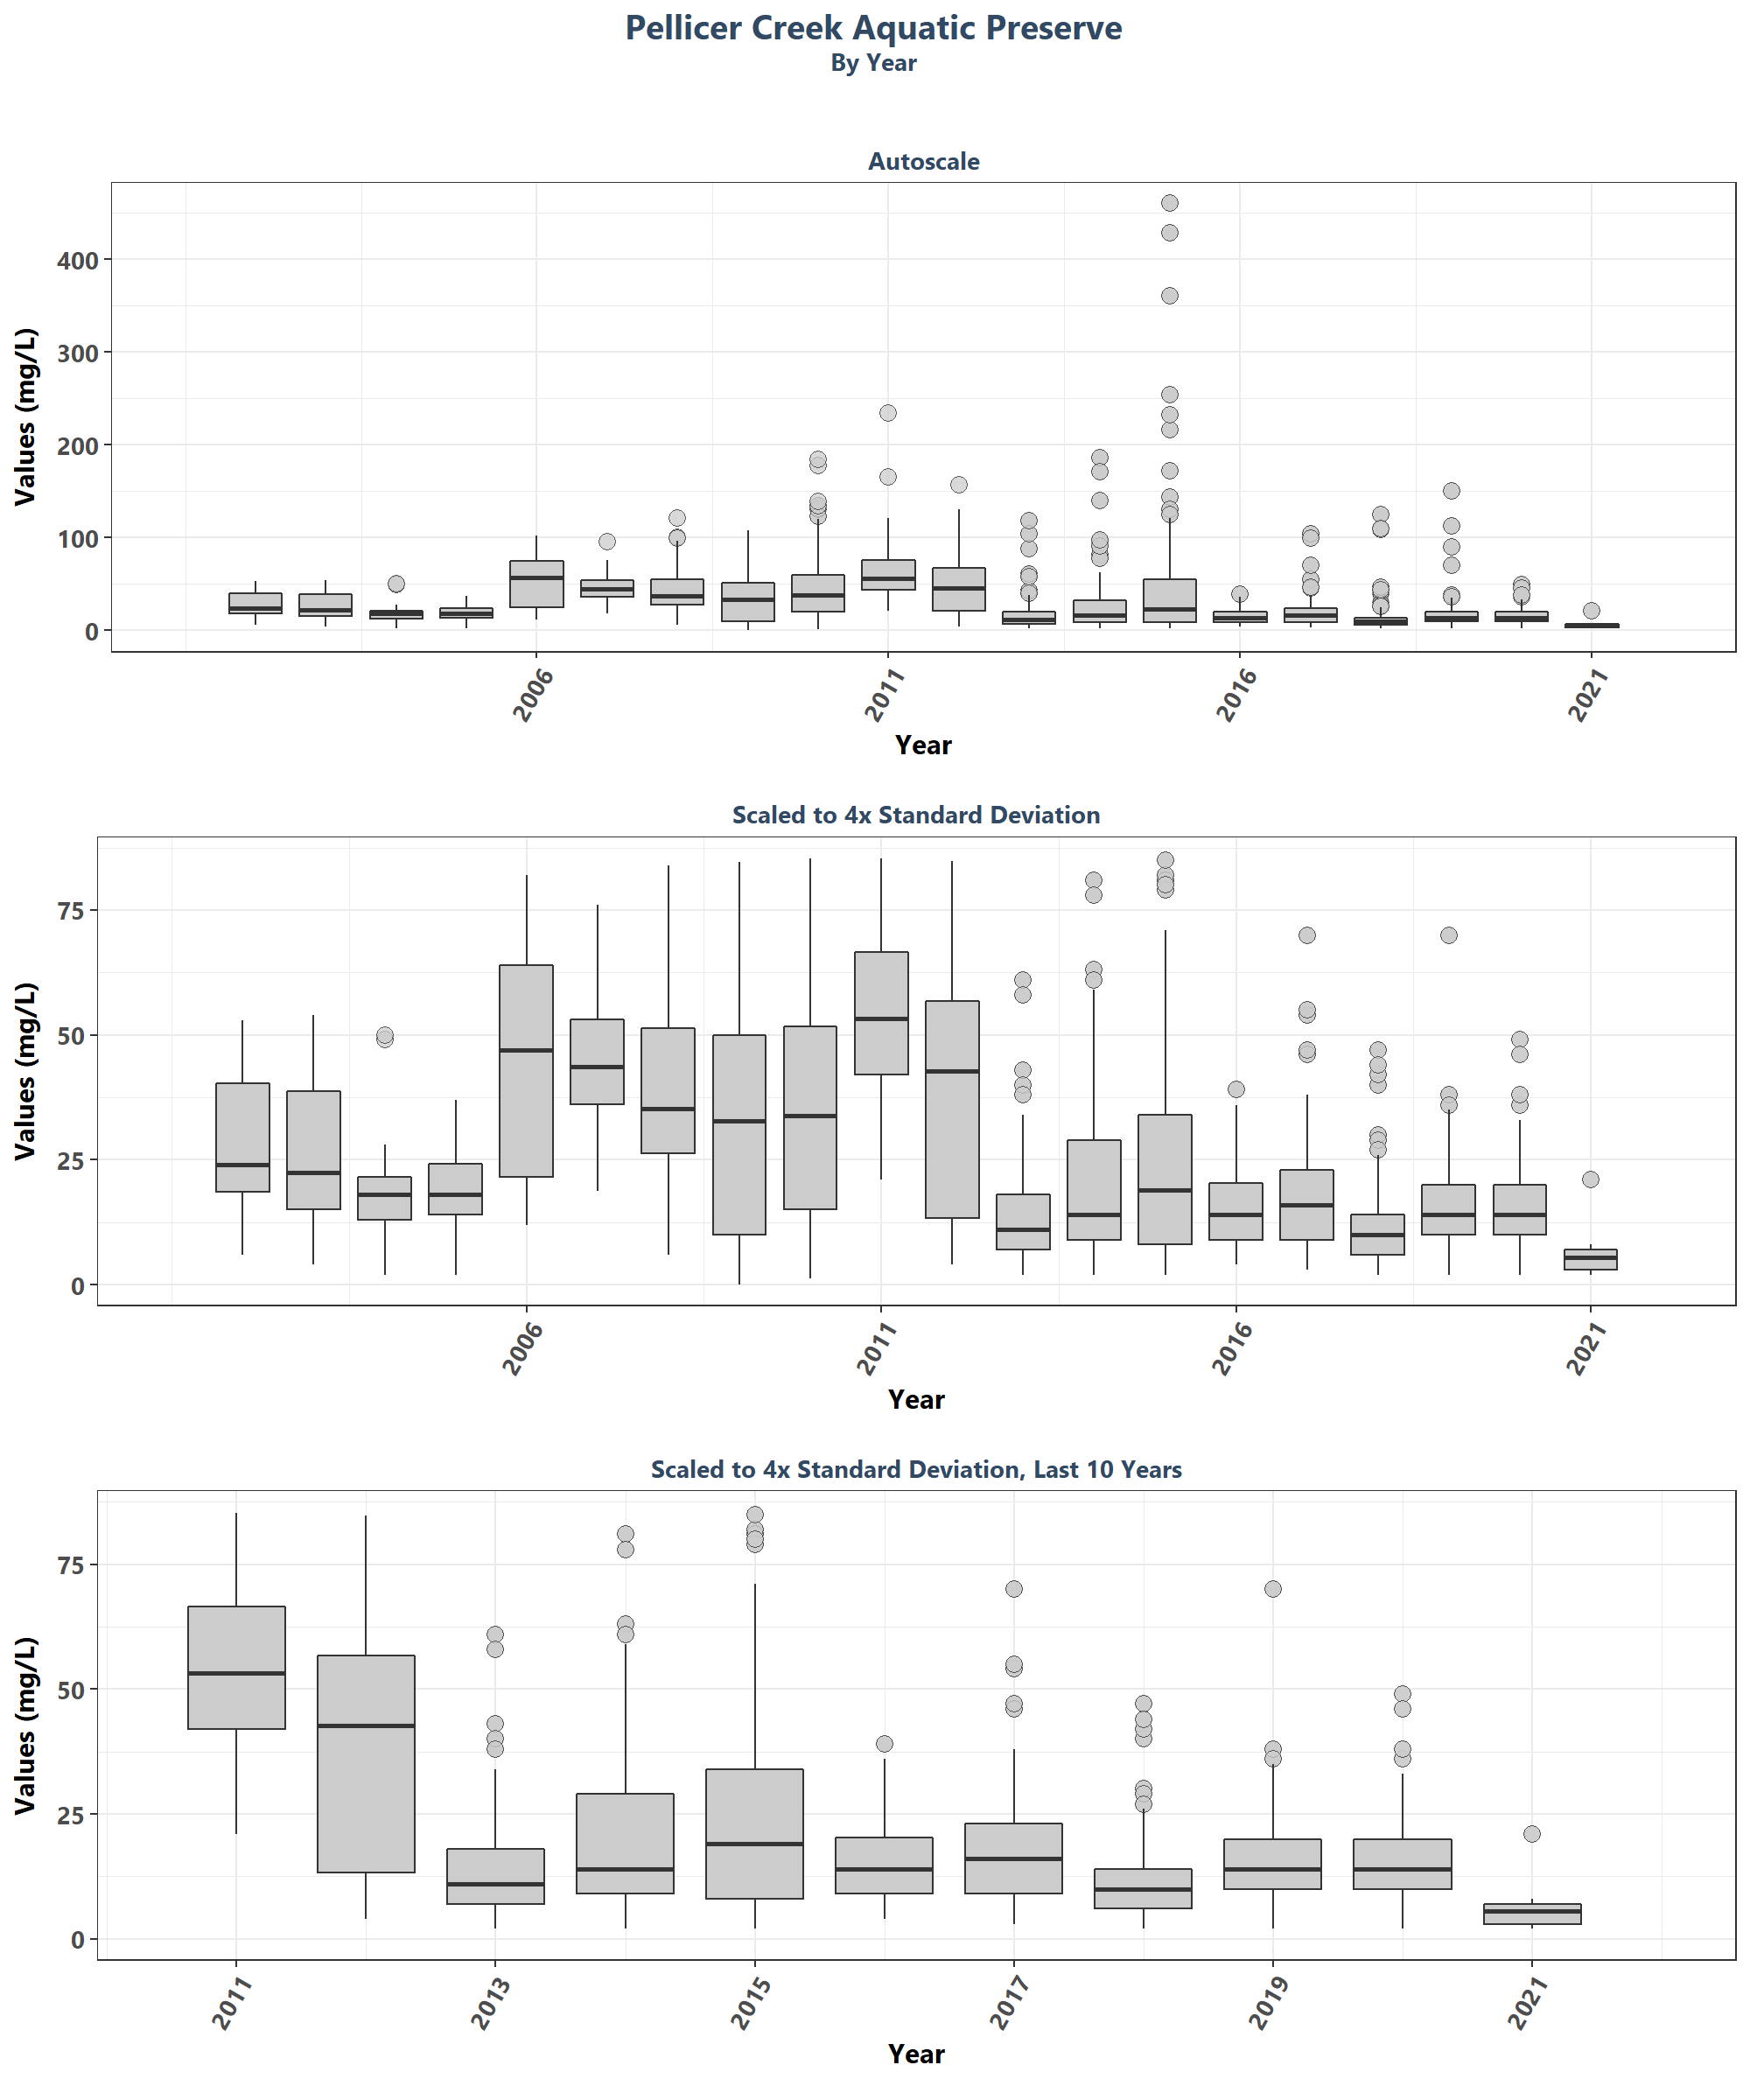 Pellicer Creek Aquatic Preserve
By Year
Autoscale
Values (mg/L)
400
300
200
100
0
2006
2011
2016
2021
Year
Scaled to 4x Standard Deviation
Values (mg/L)
75
50
25
0
2006
2011
2016
2021
Year
Scaled to 4x Standard Deviation, Last 10 Years
Values (mg/L)
75
50
25
0
2011
2013
2015
2017
2019
2021
Year